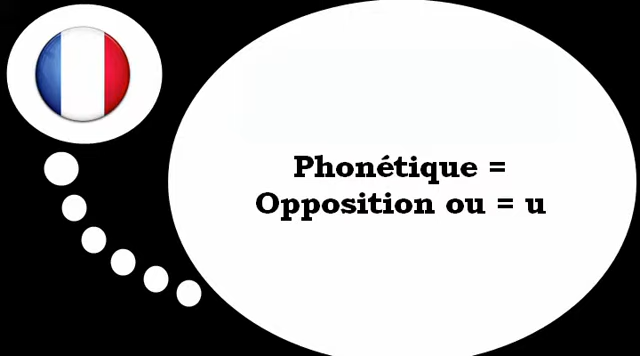 Phonétique =
Opposition ou = u